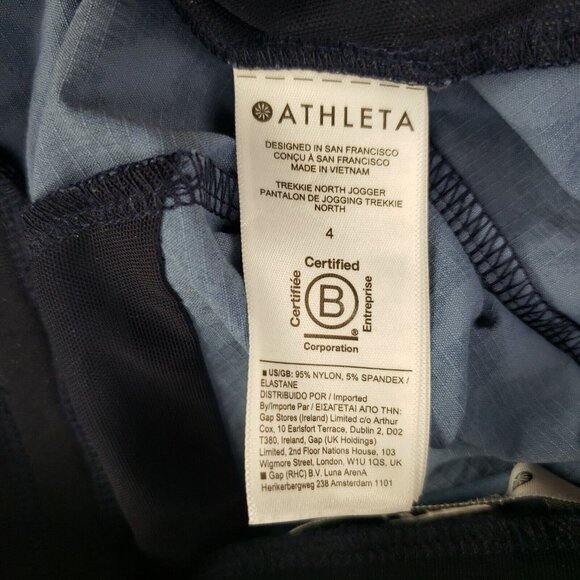 ATHLETA
DESIGNED IN SAN FRANCISCO
CONÇU À SAN FRANCISCO
MADE IN VIETNAM
TREKKIE NORTH JOGGER
PANTALON DE JOGGING TREKKIE
NORTH
4
Certified
Certifiée
B
Entreprise
®
Corporation
■ US/GB: 95% NYLON, 5% SPANDEX /
ELASTANE
DISTRIBUIDO POR / Imported
By/Importe Par / ΕΙΣΑΓΕΤΑΙ ΑΠΟ ΤΗΝ:
Gap Stores (Ireland) Limited c/o Arthur
Cox, 10 Earlsfort Terrace, Dublin 2, D02
T380, Ireland, Gap (UK Holdings)
Limited, 2nd Floor Nations House, 103
Wigmore Street, London, W1U 1QS, UK
■ Gap (RHC) B.V. Luna ArenA
Herikerbergweg 238 Amsterdam 1101